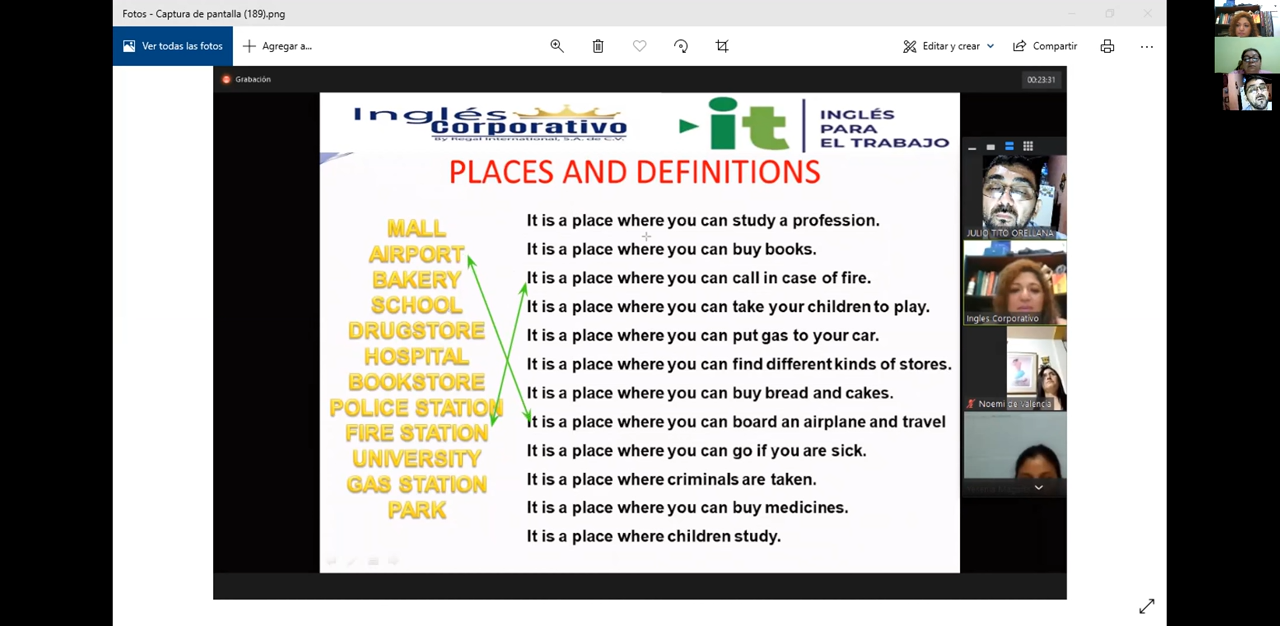 Fotos - Captura de pantalla (189).png
Ver todas las fotos
Agregar a...
Editar y crear
Compartir
Grabación
00:23:31
Inglés
Corporativo
By Regal International, S.A. de C.V.
it
INGLÉS
PARA
EL TRABAJO
PLACES AND DEFINITIONS
MALL
AIRPORT
BAKERY
SCHOOL
DRUGSTORE
HOSPITAL
BOOKSTORE
POLICE STATION
FIRE STATION
UNIVERSITY
GAS STATION
PARK
It is a place where you can study a profession.
It is a place where you can buy books.
It is a place where you can call in case of fire.
It is a place where you can take your children to play.
It is a place where you can put gas to your car.
It is a place where you can find different kinds of stores.
It is a place where you can buy bread and cakes.
It is a place where you can board an airplane and travel
It is a place where you can go if you are sick.
It is a place where criminals are taken.
It is a place where you can buy medicines.
It is a place where children study.
JULIO TITO ORELLANA
Ingles Corporativo
Noemi de Valencia